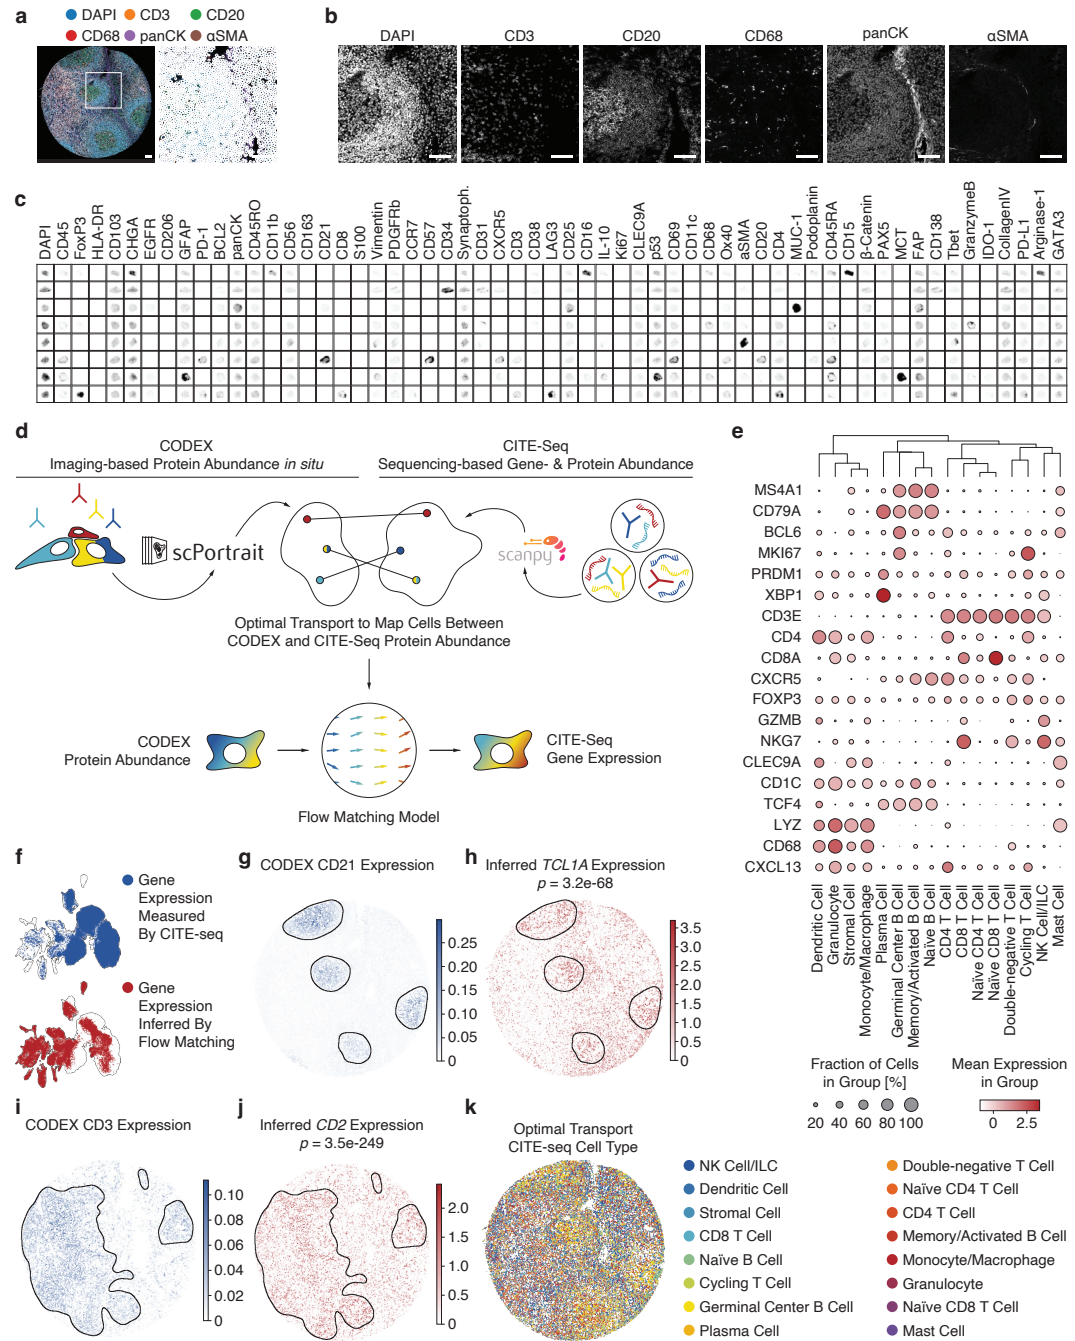 a
DAPI CD3 CD20
CD68 panCK αSMA
b
DAPI CD3 CD20 CD68 panCK αSMA
c
DAPI CD45 FoxP3 HLA-DR CD103 CHGA EGFR CD206 GFAP PD-1 BCL2 panCK CD45RO CD11b CD56 CD163 CD21 CD8 S100 Vimentin PDGFRb CCR7 CD57 CD34 Synaptoph. CD31 CXCR5 CD3 CD38 LAG3 CD25 CD16 IL-10 Ki67 CLEC9A p53 CD69 CD11c CD68 Ox40 aSMA CD20 CD4 MUC-1 Podoplanin CD45RA CD15 β-Catenin PAX5 MCT FAP CD138 Tbet GranzymeB IDO-1 CollagenIV PD-L1 Arginase-1 GATA3
d
CODEX
Imaging-based Protein Abundance in situ
CITE-Seq
Sequencing-based Gene- & Protein Abundance
scPortrait
scanpy
Optimal Transport to Map Cells Between
CODEX and CITE-Seq Protein Abundance
CODEX
Protein Abundance
CITE-Seq
Gene Expression
Flow Matching Model
e
MS4A1
CD79A
BCL6
MKI67
PRDM1
XBP1
CD3E
CD4
CD8A
CXCR5
FOXP3
GZMB
NKG7
CLEC9A
CD1C
TCF4
LYZ
CD68
CXCL13
Dendritic Cell
Granulocyte
Stromal Cell
Monocyte/Macrophage
Plasma Cell
Germinal Center B Cell
Memory/Activated B Cell
Naïve B Cell
CD4 T Cell
CD8 T Cell
Naïve CD4 T Cell
Naïve CD8 T Cell
Double-negative T Cell
Cycling T Cell
NK Cell/ILC
Mast Cell
Fraction of Cells
in Group [%]
20 40 60 80 100
Mean Expression
in Group
0 2.5
f
Gene
Expression
Measured
By CITE-seq
Gene
Expression
Inferred By
Flow Matching
g
CODEX CD21 Expression
0.25
0.20
0.15
0.10
0.05
0
h
Inferred TCL1A Expression
p = 3.2e-68
3.5
3.0
2.5
2.0
1.5
1.0
0.5
0
i
CODEX CD3 Expression
0.10
0.08
0.06
0.04
0.02
0
j
Inferred CD2 Expression
p = 3.5e-249
2.0
1.5
1.0
0.5
0
k
Optimal Transport
CITE-seq Cell Type
NK Cell/ILC
Dendritic Cell
Stromal Cell
CD8 T Cell
Naïve B Cell
Cycling T Cell
Germinal Center B Cell
Plasma Cell
Double-negative T Cell
Naïve CD4 T Cell
CD4 T Cell
Memory/Activated B Cell
Monocyte/Macrophage
Granulocyte
Naïve CD8 T Cell
Mast Cell